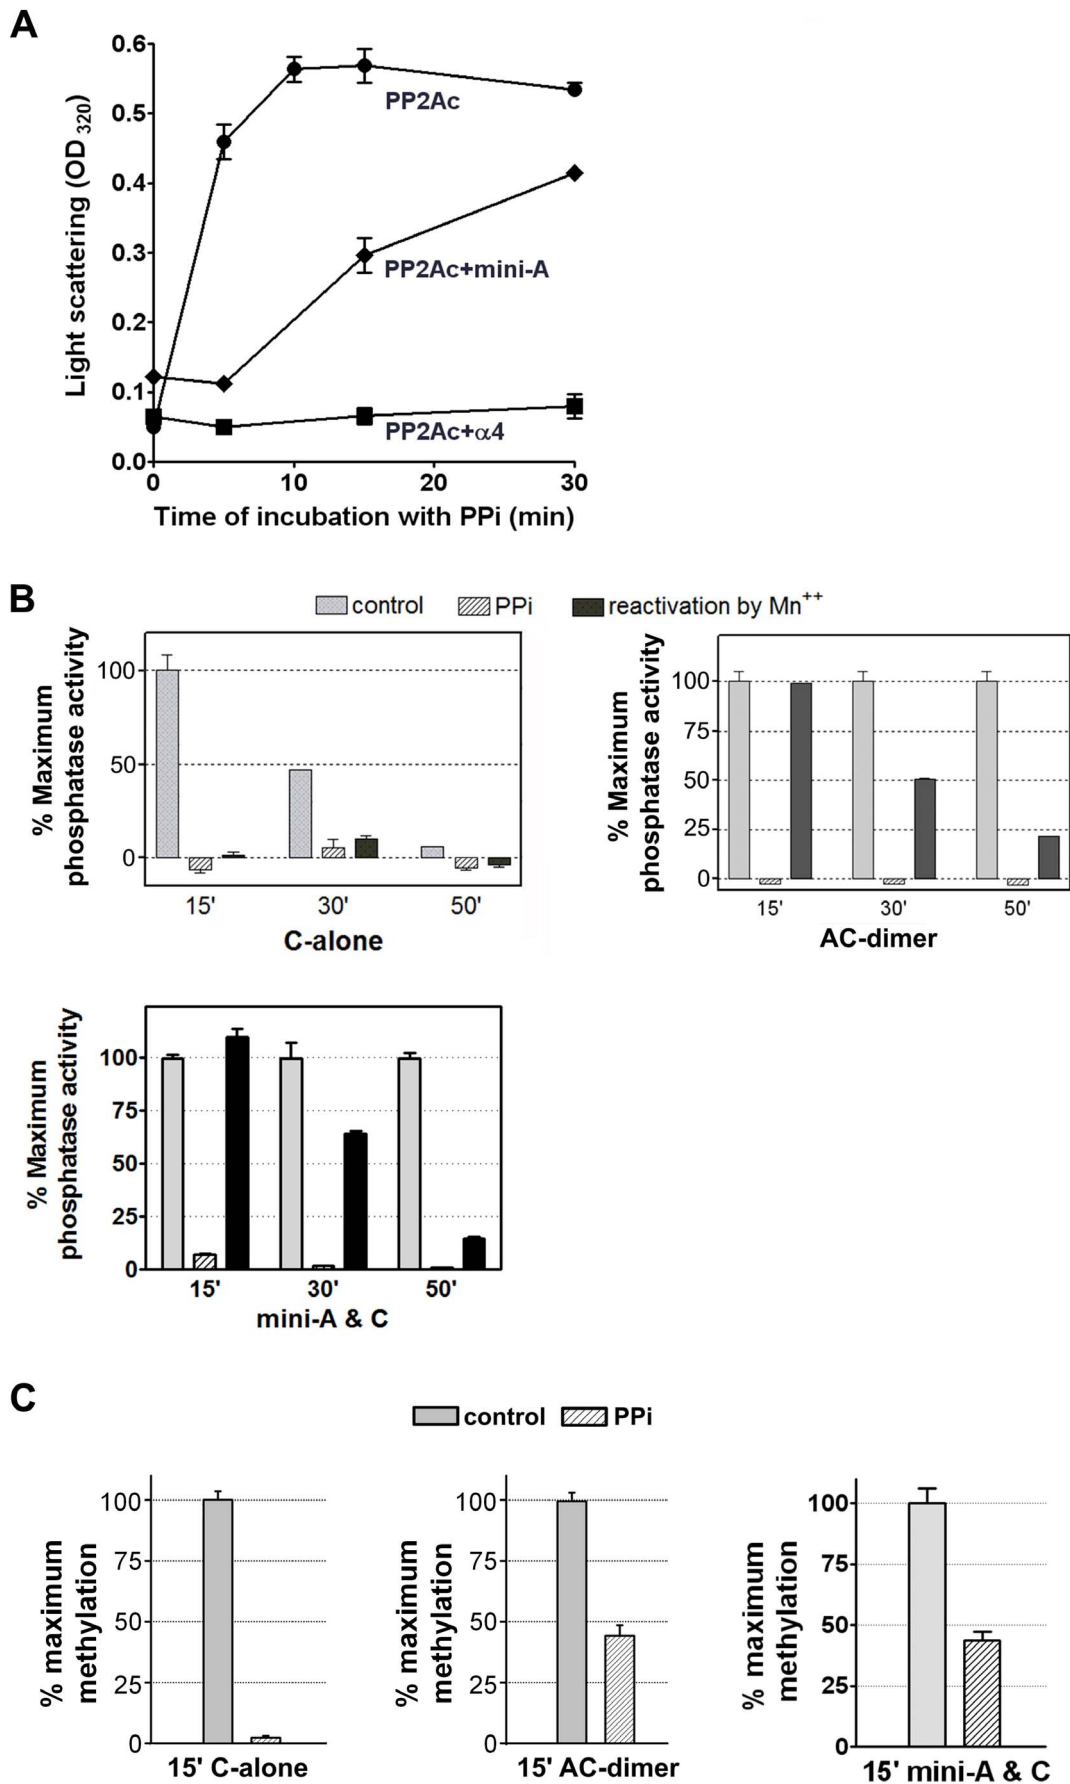 A
0.6
0.5
0.4
0.3
0.2
0.1
0.0
Light scattering (OD320)
PP2Ac
PP2Ac+mini-A
PP2Ac+α4
0 10 20 30
Time of incubation with PPi (min)
B
control PPi reactivation by Mn++
% Maximum
phosphatase activity
100
50
0
15' 30' 50'
C-alone
% Maximum
phosphatase activity
100
75
50
25
0
15' 30' 50'
AC-dimer
% Maximum
phosphatase activity
100
75
50
25
0
15' 30' 50'
mini-A & C
C
control PPi
% maximum
methylation
100
75
50
25
0
15' C-alone
% maximum
methylation
100
75
50
25
0
15' AC-dimer
% maximum
methylation
100
75
50
25
0
15' mini-A & C